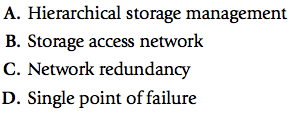 A. Hierarchical storage management
B. Storage access network
C. Network redundancy
D. Single point of failure